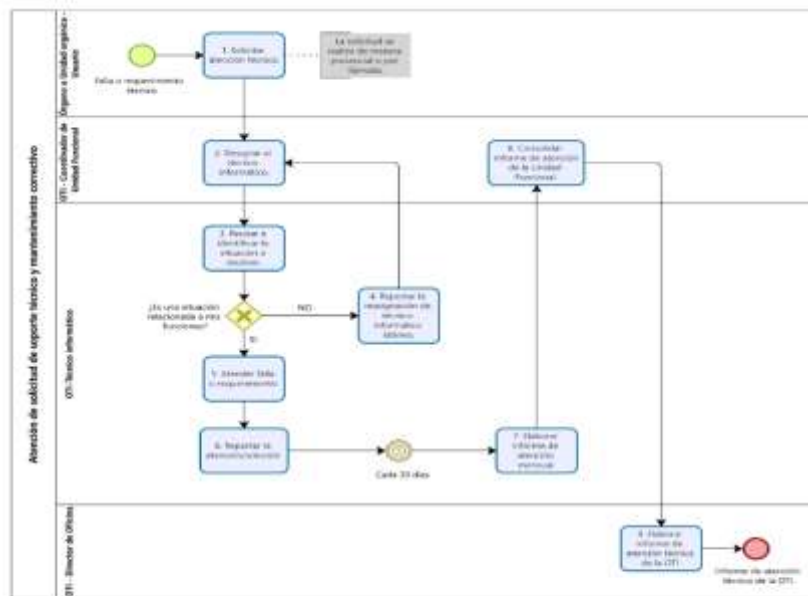 Atención de solicitud de soporte técnico y mantenimiento correctivo
Órgano o Unidad orgánica -
Usuario
Falla o requerimiento
técnico
1. Solicitar
atención técnica
La solicitud se
realiza de manera
presencial o por
llamada
OTI - Coordinador de
Unidad Funcional
2. Designar al
técnico
informático
8. Consolidar
informe de atención
de la Unidad
Funcional
OTI- Técnico informático
3. Revisar e
identificar la
situación a
resolver
¿Es una situación
relacionada a mis
funciones?
NO
SI
4. Reportar la
reasignación de
técnico
informático
5. Atender falla
o requerimiento
6. Reportar la
atención/solución
Cada 30 días
7. Elaborar
informe de
atención
mensual
OTI - Director de Oficina
9. Elaborar
informe de
atención técnica
de la OTI
Informe de atención
técnica de la OTI